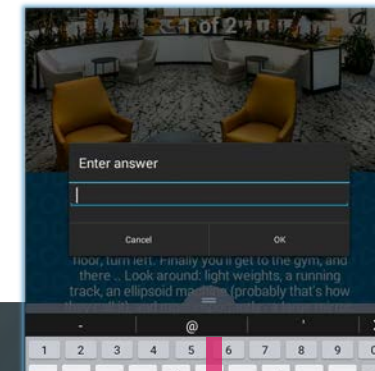 < 1 of 2
Enter answer
Cancel
OK
floor, turn left. Finally you'll get to the gym, and
there .. Look around: light weights, a running
track, an ellipsoid machine (probably that's how
- @ '
1 2 3 4 5 6 7 8 9 0